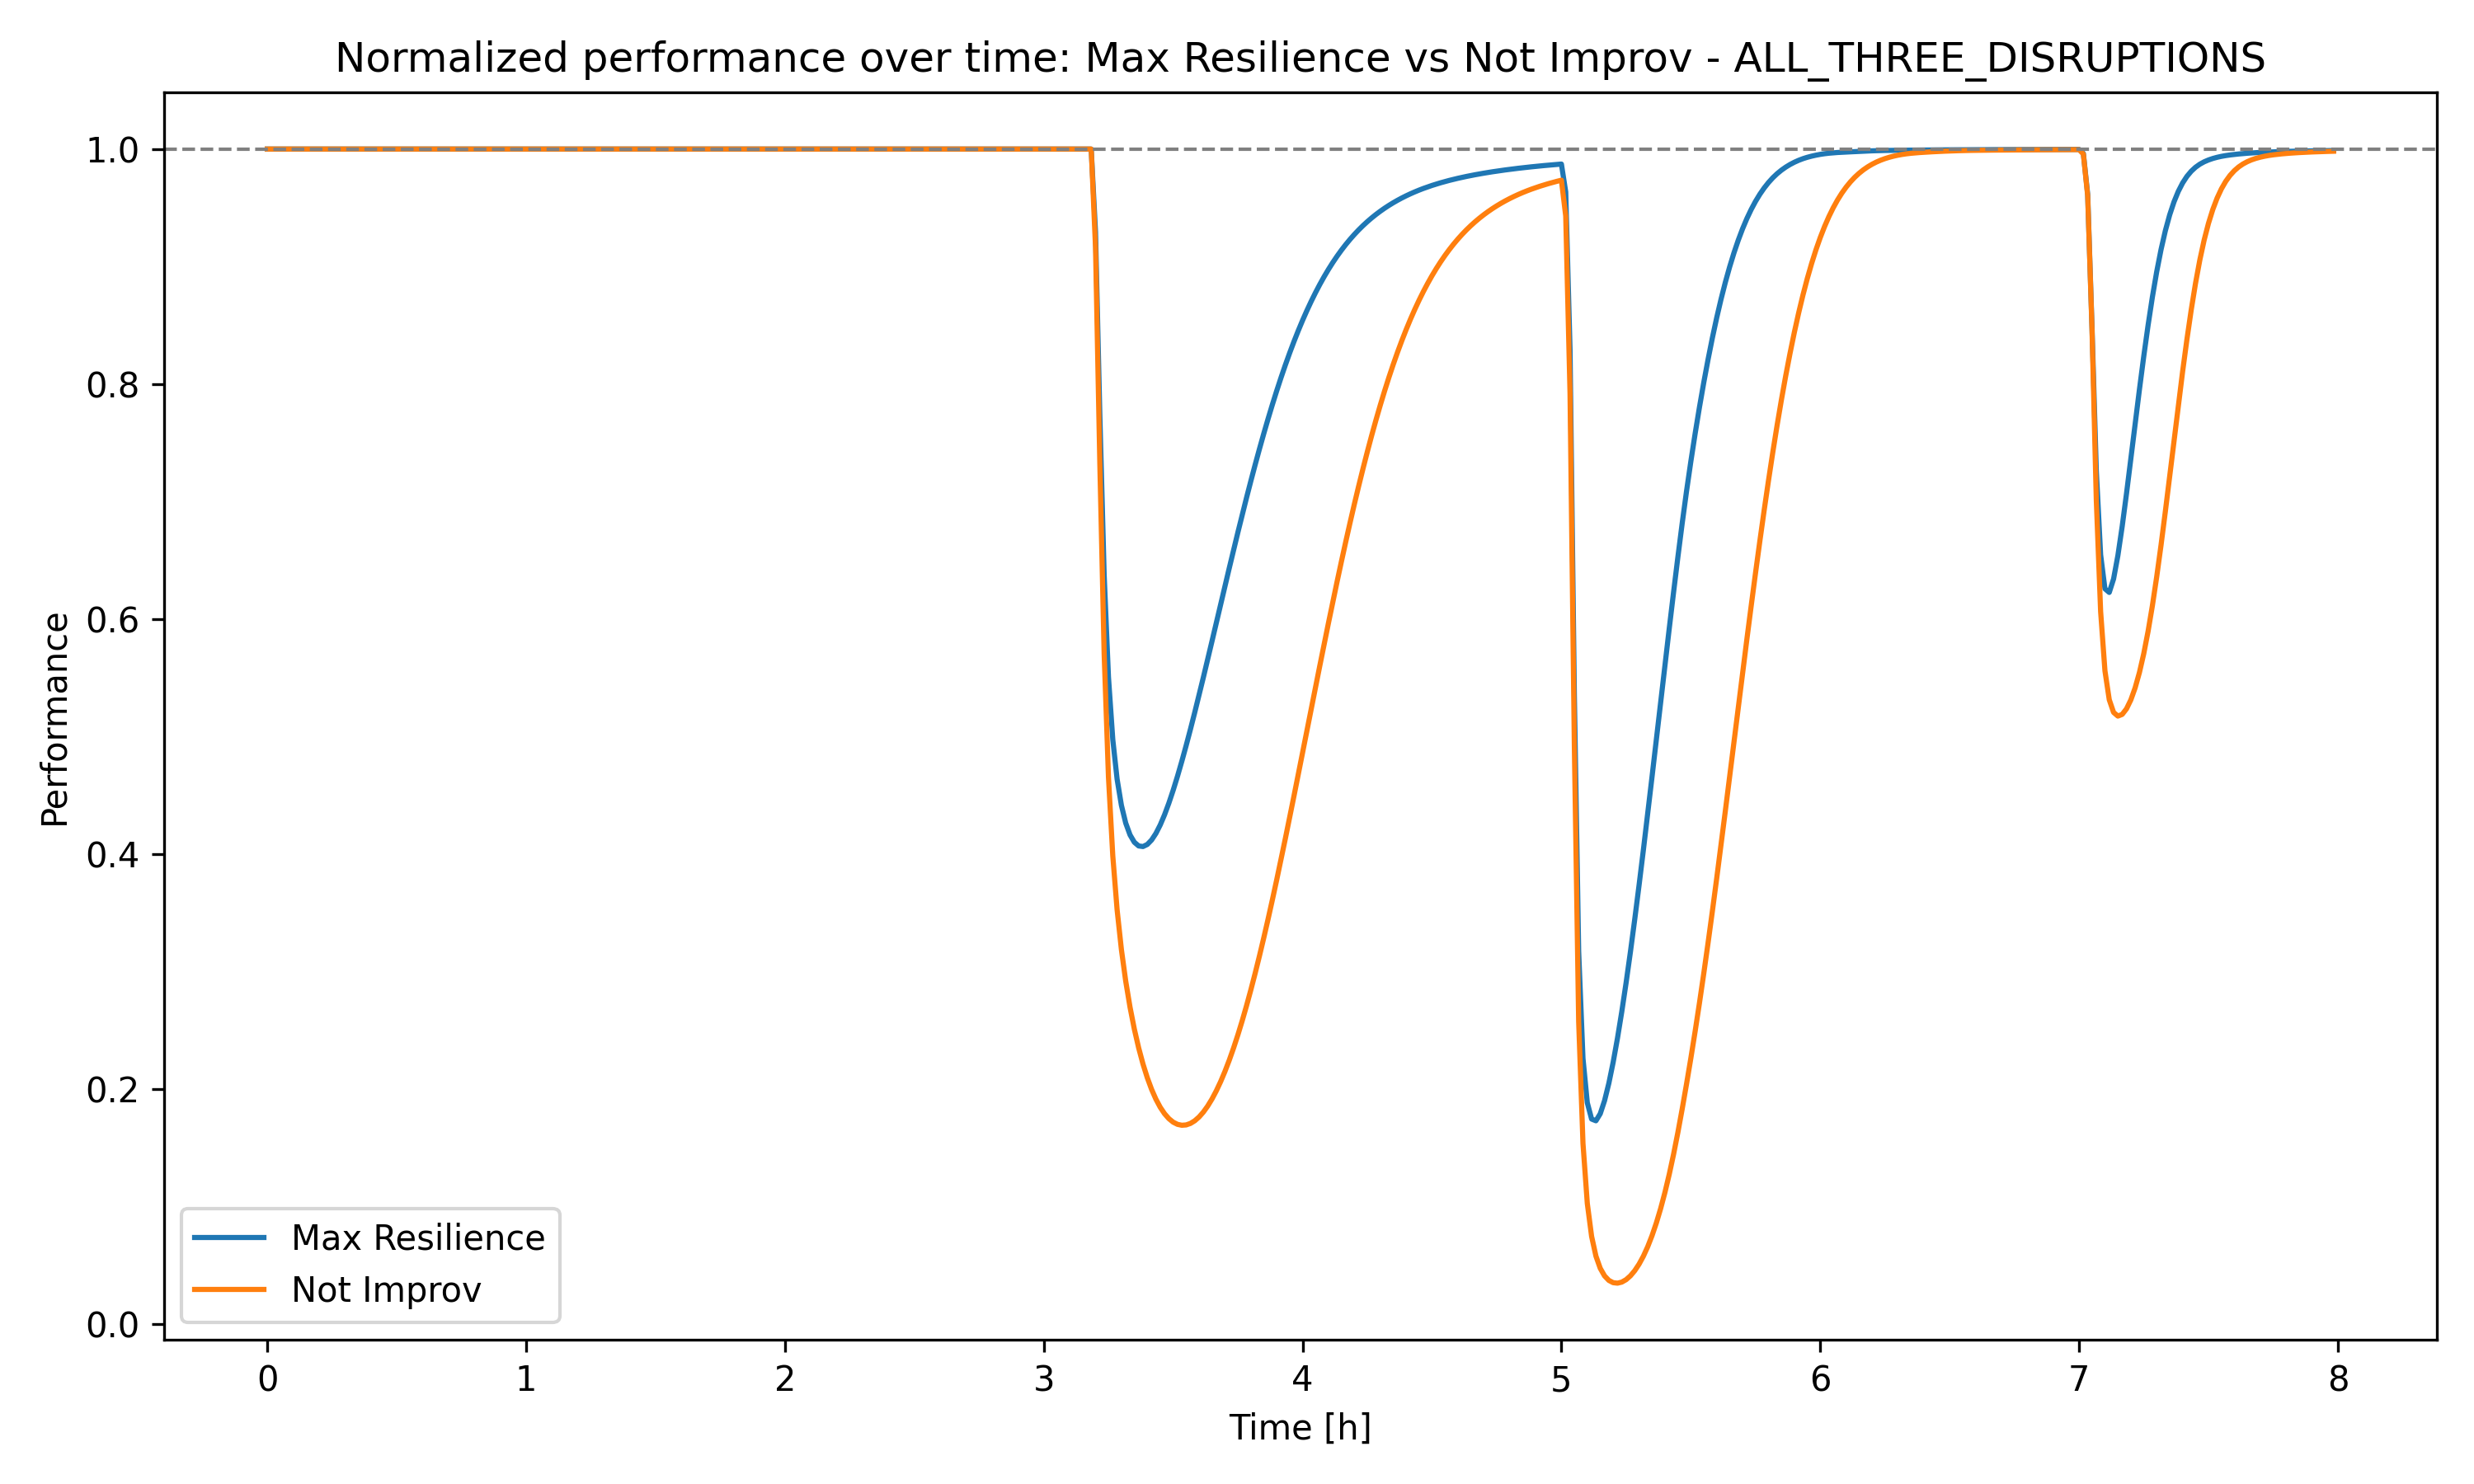 Normalized performance over time: Max Resilience vs Not Improv - ALL_THREE_DISRUPTIONS
1.0
0.8
0.6
0.4
0.2
0.0
Performance
Max Resilience
Not Improv
0 1 2 3 4 5 6 7 8
Time [h]